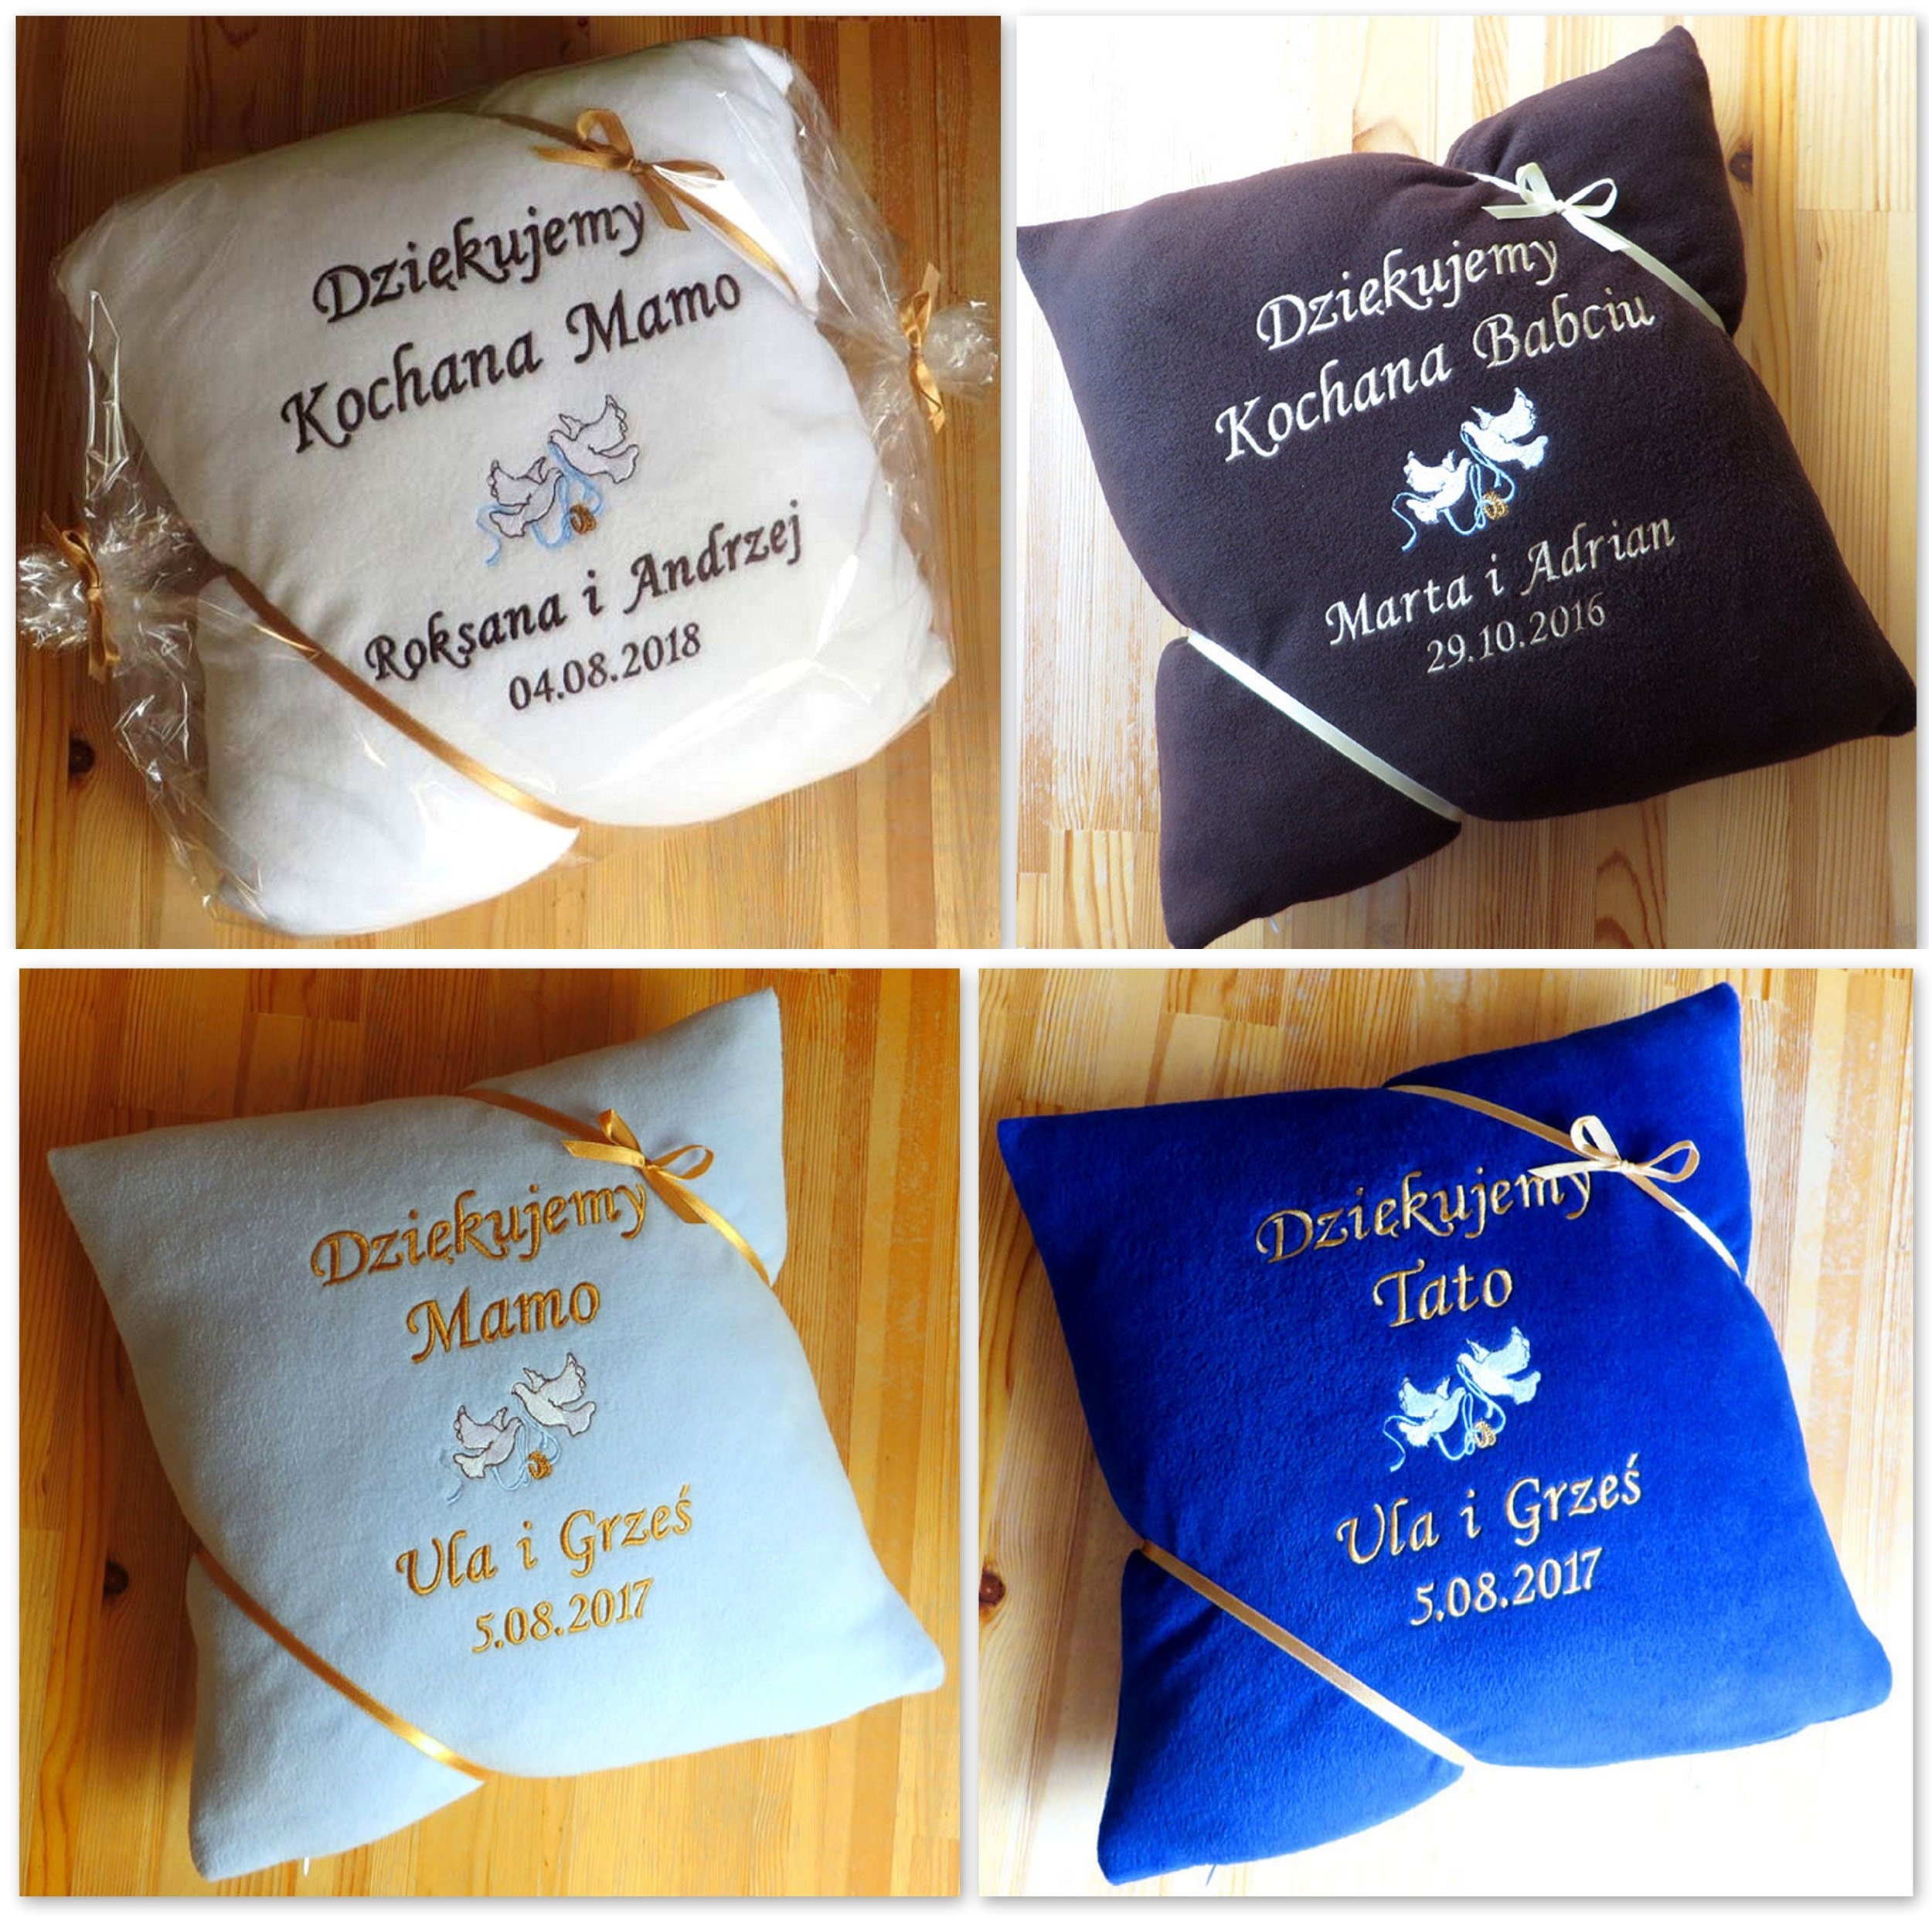 Dziękujemy
Kochana Mamo
Roksana i Andrzej
04.08.2018
Dziękujemy
Kochana Babciu
Marta i Adrian
29.10.2016
Dziękujemy
Mamo
Ula i Grześ
5.08.2017
Dziękujemy
Tato
Ula i Grześ
5.08.2017